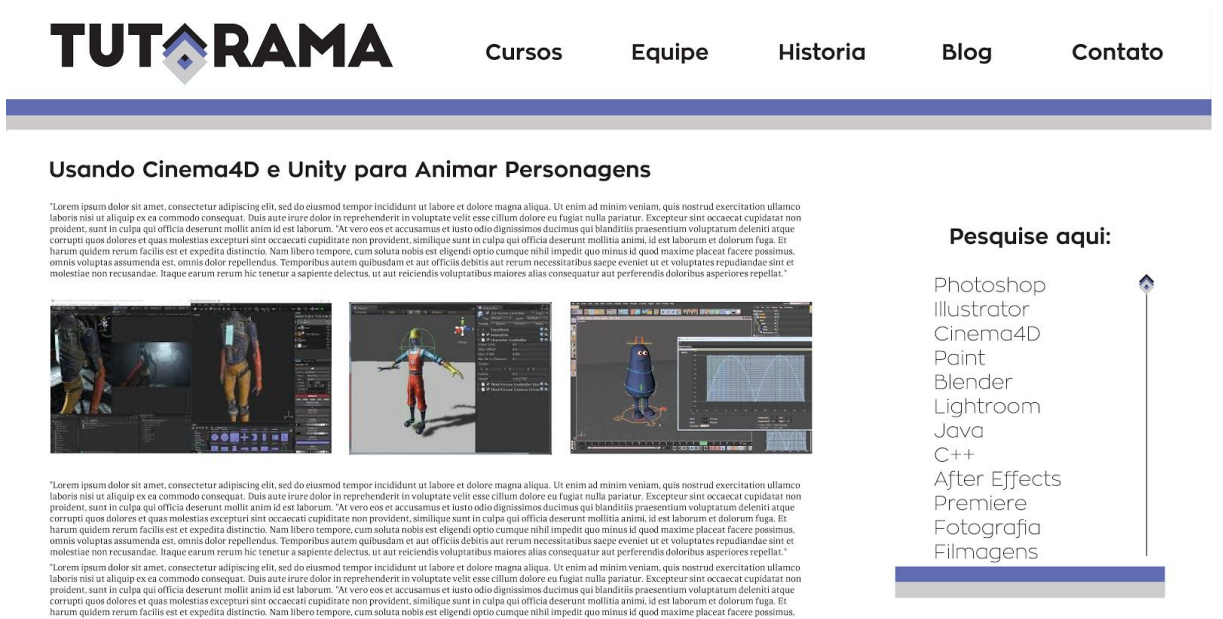 TUTORAMA
Cursos Equipe Historia Blog Contato
Usando Cinema4D e Unity para Animar Personagens
"Lorem ipsum dolor sit amet, consectetur adipiscing elit, sed do eiusmod tempor incididunt ut labore et dolore magna aliqua. Ut enim ad minim veniam, quis nostrud exercitation ullamco
laboris nisi ut aliquip ex ea commodo consequat. Duis aute irure dolor in reprehenderit in voluptate velit esse cillum dolore eu fugiat nulla pariatur. Excepteur sint occaecat cupidatat non
proident, sunt in culpa qui officia deserunt mollit anim id est laborum. "At vero eos et accusamus et iusto odio dignissimos ducimus qui blanditiis praesentium voluptatum deleniti atque
corrupti quos dolores et quas molestias excepturi sint occaecati cupiditate non provident, similique sunt in culpa qui officia deserunt mollitia animi, id est laborum et dolorum fuga. Et
harum quidem rerum facilis est et expedita distinctio. Nam libero tempore, cum soluta nobis est eligendi optio cumque nihil impedit quo minus id quod maxime placeat facere possimus,
omnis voluptas assumenda est, omnis dolor repellendus. Temporibus autem quibusdam et aut officiis debitis aut rerum necessitatibus saepe eveniet ut et voluptates repudiandae sint et
molestiae non recusandae. Itaque earum rerum hic tenetur a sapiente delectus, ut aut reiciendis voluptatibus maiores alias consequatur aut perferendis doloribus asperiores repellat."
"Lorem ipsum dolor sit amet, consectetur adipiscing elit, sed do eiusmod tempor incididunt ut labore et dolore magna aliqua. Ut enim ad minim veniam, quis nostrud exercitation ullamco
laboris nisi ut aliquip ex ea commodo consequat. Duis aute irure dolor in reprehenderit in voluptate velit esse cillum dolore eu fugiat nulla pariatur. Excepteur sint occaecat cupidatat non
proident, sunt in culpa qui officia deserunt mollit anim id est laborum. "At vero eos et accusamus et iusto odio dignissimos ducimus qui blanditiis praesentium voluptatum deleniti atque
corrupti quos dolores et quas molestias excepturi sint occaecati cupiditate non provident, similique sunt in culpa qui officia deserunt mollitia animi, id est laborum et dolorum fuga. Et
harum quidem rerum facilis est et expedita distinctio. Nam libero tempore, cum soluta nobis est eligendi optio cumque nihil impedit quo minus id quod maxime placeat facere possimus,
omnis voluptas assumenda est, omnis dolor repellendus. Temporibus autem quibusdam et aut officiis debitis aut rerum necessitatibus saepe eveniet ut et voluptates repudiandae sint et
molestiae non recusandae. Itaque earum rerum hic tenetur a sapiente delectus, ut aut reiciendis voluptatibus maiores alias consequatur aut perferendis doloribus asperiores repellat."
"Lorem ipsum dolor sit amet, consectetur adipiscing elit, sed do eiusmod tempor incididunt ut labore et dolore magna aliqua. Ut enim ad minim veniam, quis nostrud exercitation ullamco
laboris nisi ut aliquip ex ea commodo consequat. Duis aute irure dolor in reprehenderit in voluptate velit esse cillum dolore eu fugiat nulla pariatur. Excepteur sint occaecat cupidatat non
proident, sunt in culpa qui officia deserunt mollit anim id est laborum. "At vero eos et accusamus et iusto odio dignissimos ducimus qui blanditiis praesentium voluptatum deleniti atque
corrupti quos dolores et quas molestias excepturi sint occaecati cupiditate non provident, similique sunt in culpa qui officia deserunt mollitia animi, id est laborum et dolorum fuga. Et
harum quidem rerum facilis est et expedita distinctio. Nam libero tempore, cum soluta nobis est eligendi optio cumque nihil impedit quo minus id quod maxime placeat facere possimus,
Pesquise aqui:
Photoshop
Illustrator
Cinema4D
Paint
Blender
Lightroom
Java
C++
After Effects
Premiere
Fotografia
Filmagens